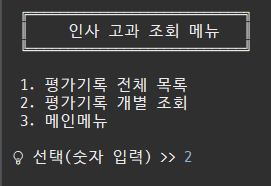 인사 고과 조회 메뉴
1. 평가기록 전체 목록
2. 평가기록 개별 조회
3. 메인메뉴
선택(숫자 입력) >> 2